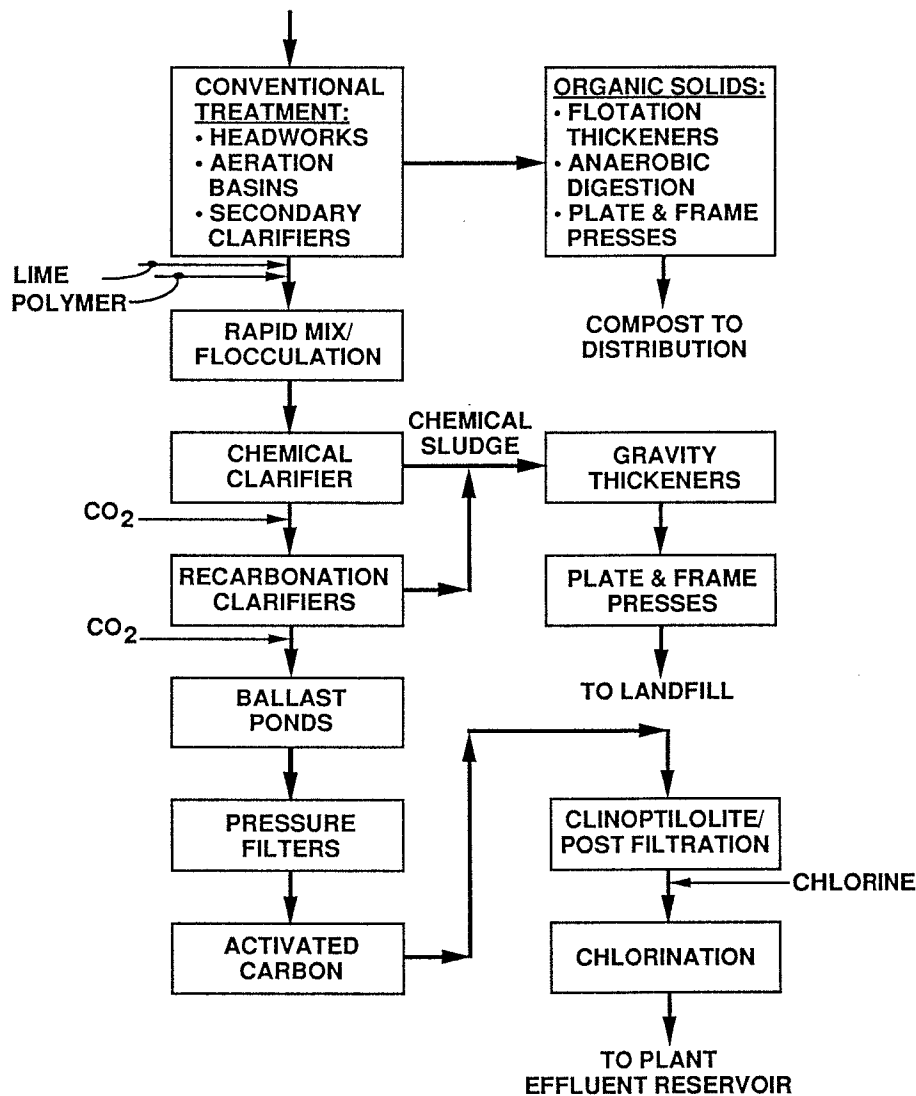 CONVENTIONAL
TREATMENT:
• HEADWORKS
• AERATION
BASINS
• SECONDARY
CLARIFIERS
ORGANIC SOLIDS:
• FLOTATION
THICKENERS
• ANAEROBIC
DIGESTION
• PLATE & FRAME
PRESSES
LIME
POLYMER
COMPOST TO
DISTRIBUTION
RAPID MIX/
FLOCCULATION
CHEMICAL
SLUDGE
CHEMICAL
CLARIFIER
GRAVITY
THICKENERS
CO2
RECARBONATION
CLARIFIERS
PLATE & FRAME
PRESSES
CO2
TO LANDFILL
BALLAST
PONDS
PRESSURE
FILTERS
CLINOPTILOLITE/
POST FILTRATION
CHLORINE
ACTIVATED
CARBON
CHLORINATION
TO PLANT
EFFLUENT RESERVOIR